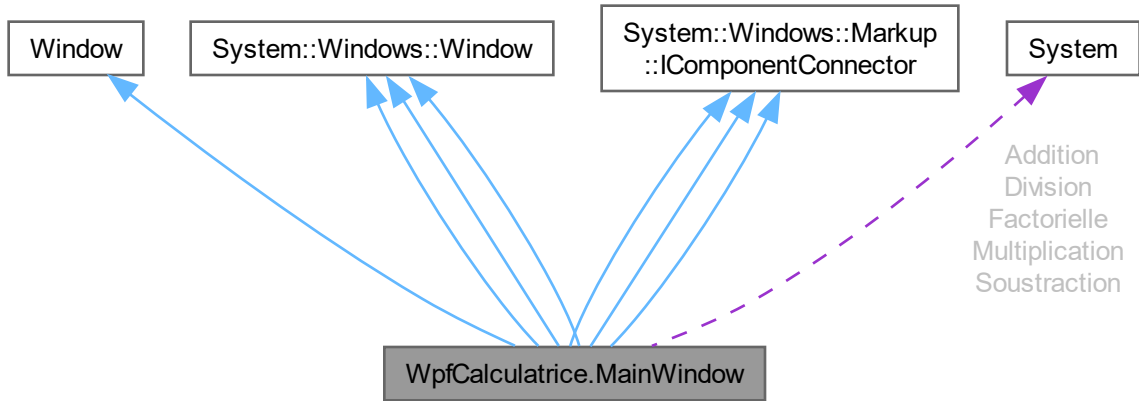 Window
System::Windows::Window
System::Windows::Markup
::IComponentConnector
System
Addition
Division
Factorielle
Multiplication
Soustraction
WpfCalculatrice.MainWindow